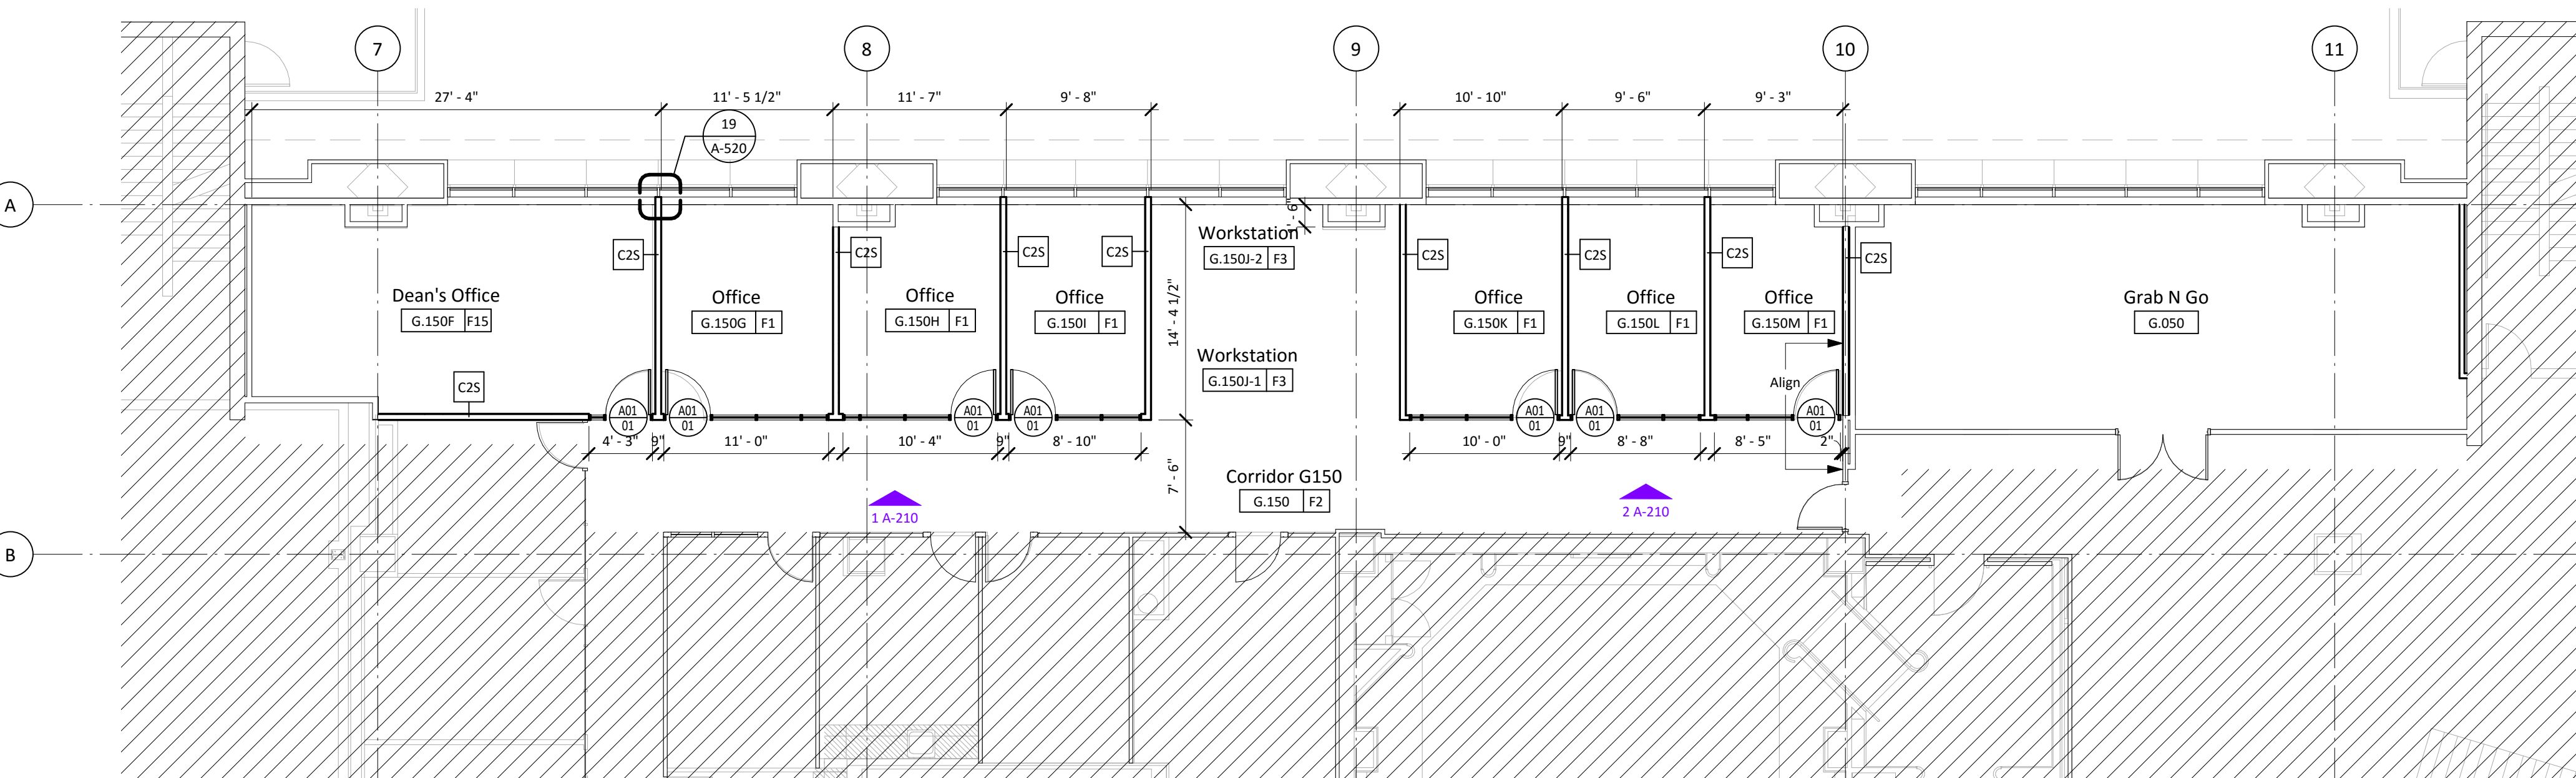 7
8
9
10
11
27' - 4"
11' - 5 1/2"
11' - 7"
9' - 8"
10' - 10"
9' - 6"
9' - 3"
19
A-520
A
1' - 6"
C2S
C2S
C2S
C2S
C2S
C2S
C2S
C2S
Workstation
G.150J-2 F3
Dean's Office
G.150F F15
Office
G.150G F1
Office
G.150H F1
Office
G.150I F1
14' - 4 1/2"
Office
G.150K F1
Office
G.150L F1
Office
G.150M F1
Grab N Go
G.050
Workstation
G.150J-1 F3
C2S
Align
A01
01
A01
01
A01
01
A01
01
A01
01
A01
01
A01
01
4' - 3"
9"
11' - 0"
10' - 4"
9"
8' - 10"
10' - 0"
9"
8' - 8"
8' - 5"
2"
7' - 6"
Corridor G150
G.150 F2
1 A-210
2 A-210
B